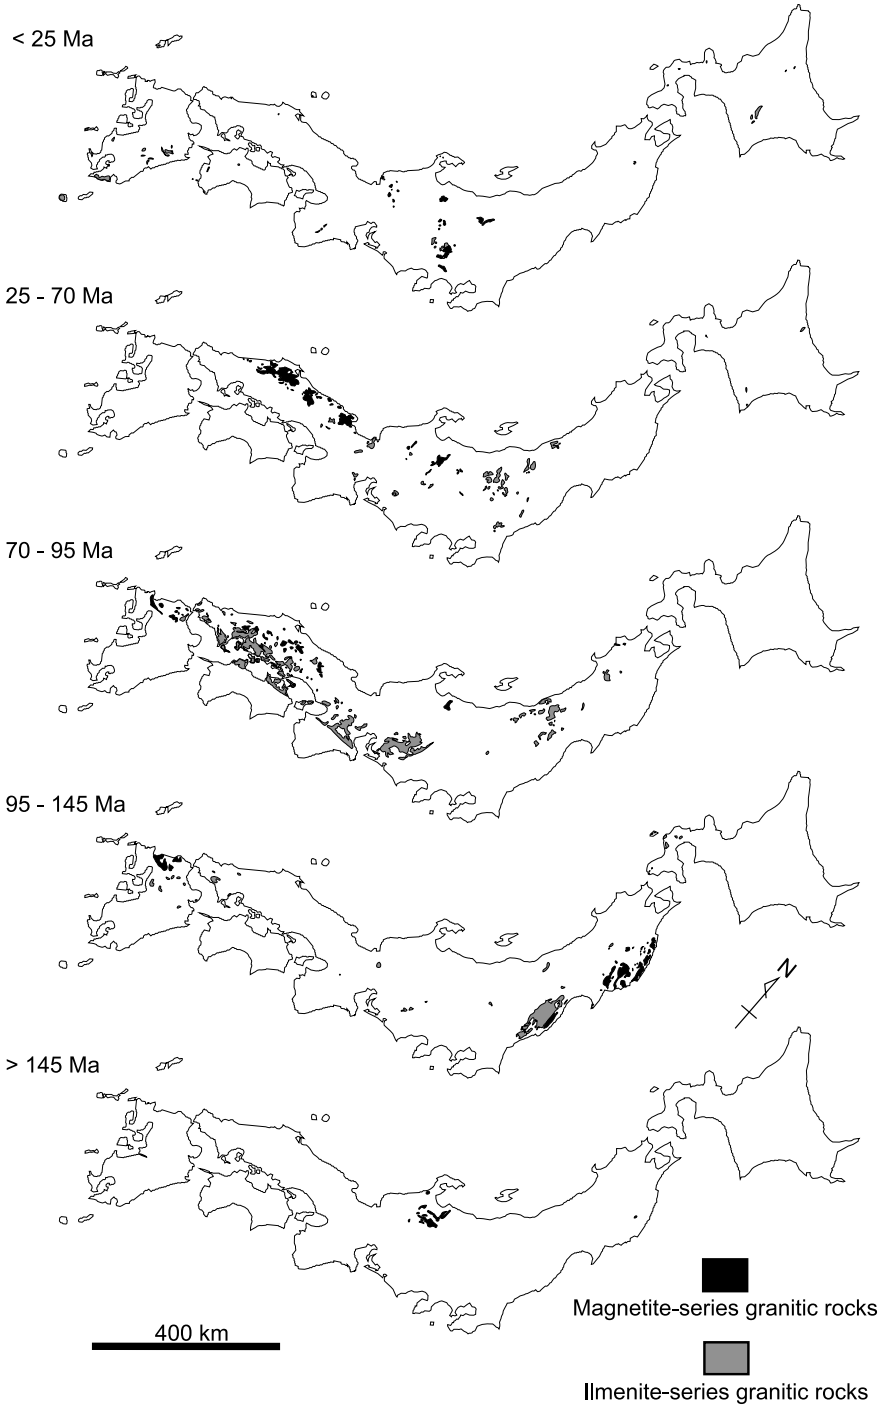 < 25 Ma
25 - 70 Ma
70 - 95 Ma
95 - 145 Ma
N
> 145 Ma
Magnetite-series granitic rocks
400 km
Ilmenite-series granitic rocks